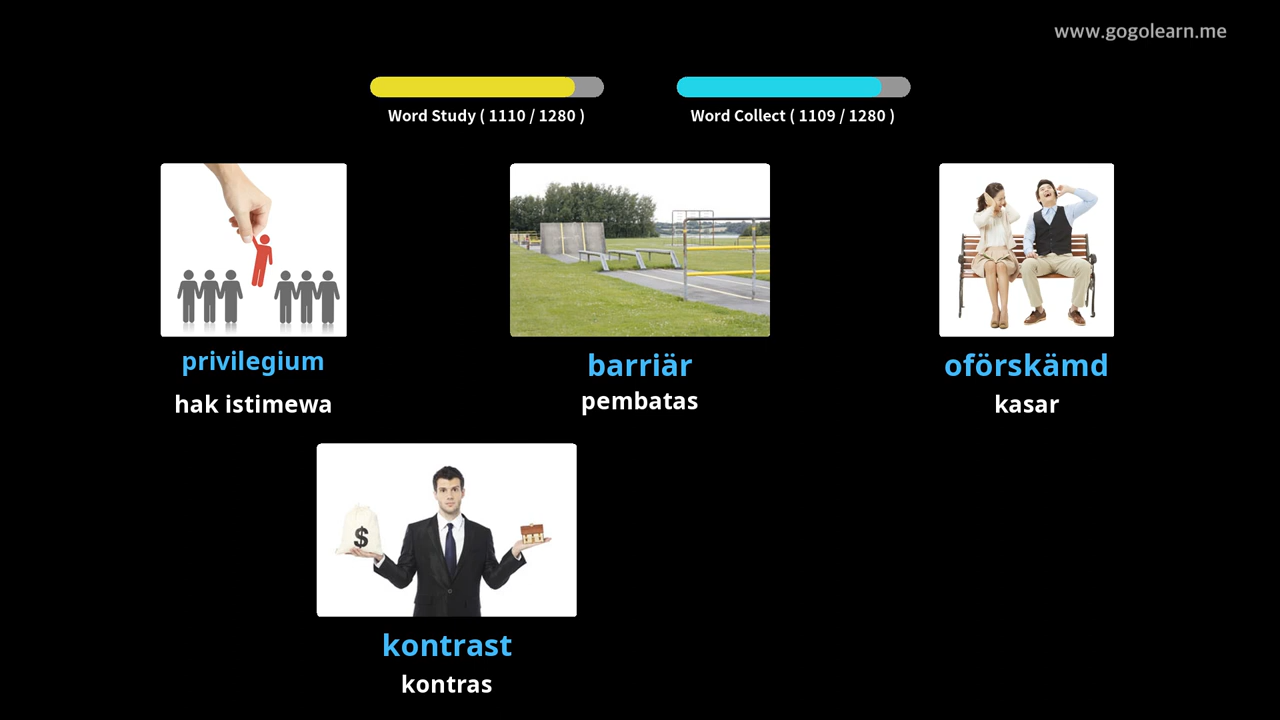 www.gogolearn.me
Word Study ( 1110 / 1280 )
Word Collect ( 1109 / 1280 )
privilegium
hak istimewa
barriär
pembatas
oförskämd
kasar
$
kontrast
kontras